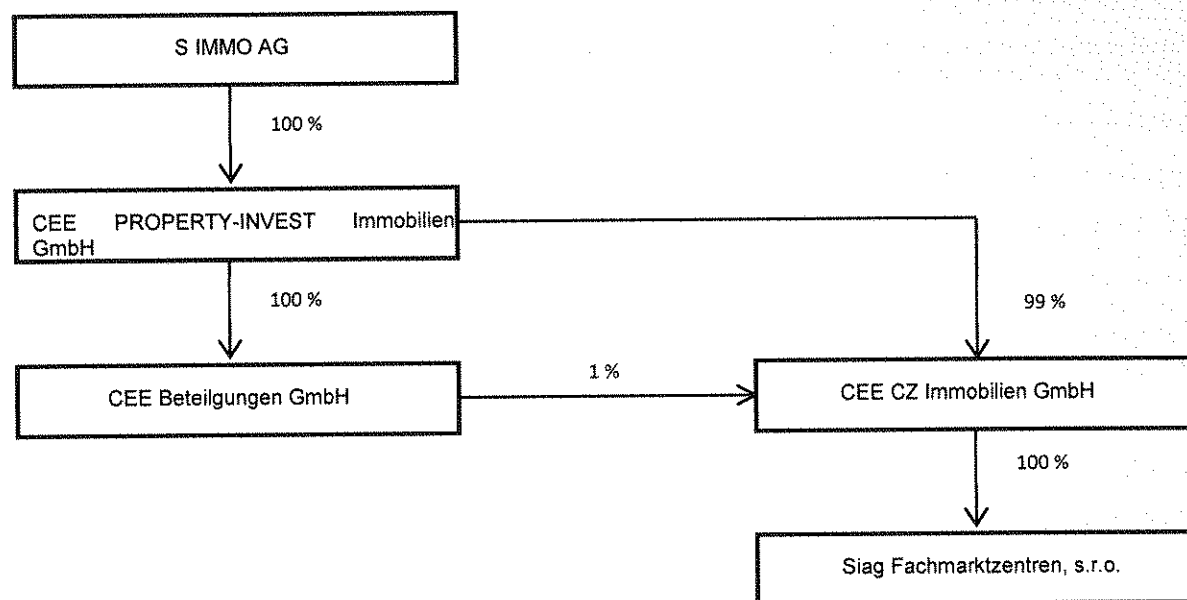 S IMMO AG
100 %
CEE PROPERTY-INVEST Immobilien
GmbH
100 %
99 %
CEE Beteilgungen GmbH
1 %
CEE CZ Immobilien GmbH
100 %
Siag Fachmarktzentren, s.r.o.